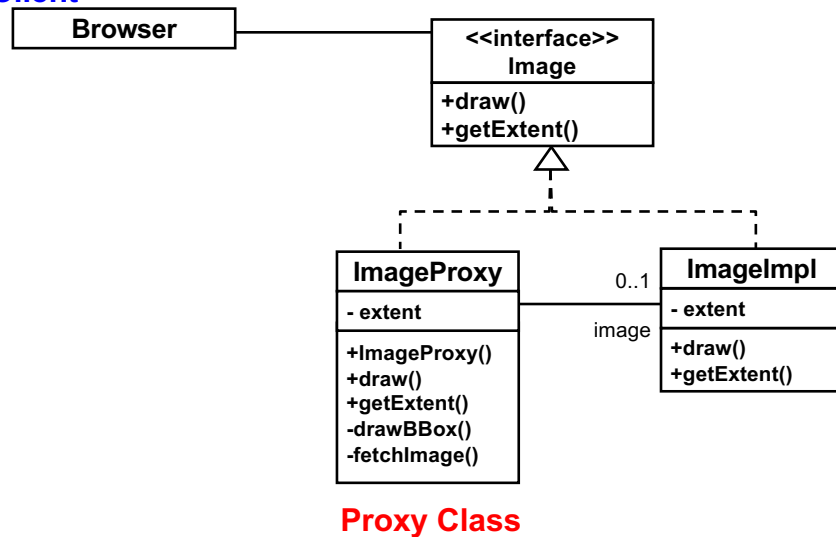 Browser
<<interface>>
Image
+draw()
+getExtent()
ImageProxy
- extent
+ImageProxy()
+draw()
+getExtent()
-drawBBox()
-fetchImage()
0..1
image
ImageImpl
- extent
+draw()
+getExtent()
Proxy Class